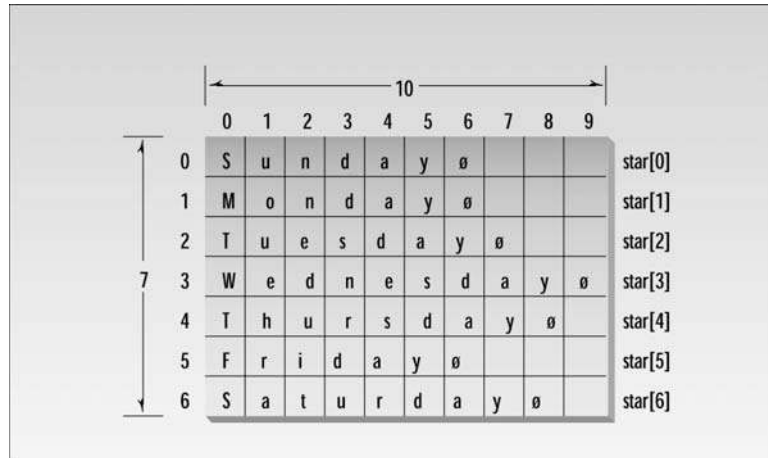 10
0 1 2 3 4 5 6 7 8 9
0 S u n d a y ø star[0]
1 M o n d a y ø star[1]
2 T u e s d a y ø star[2]
7 3 W e d n e s d a y ø star[3]
4 T h u r s d a y ø star[4]
5 F r i d a y ø star[5]
6 S a t u r d a y ø star[6]